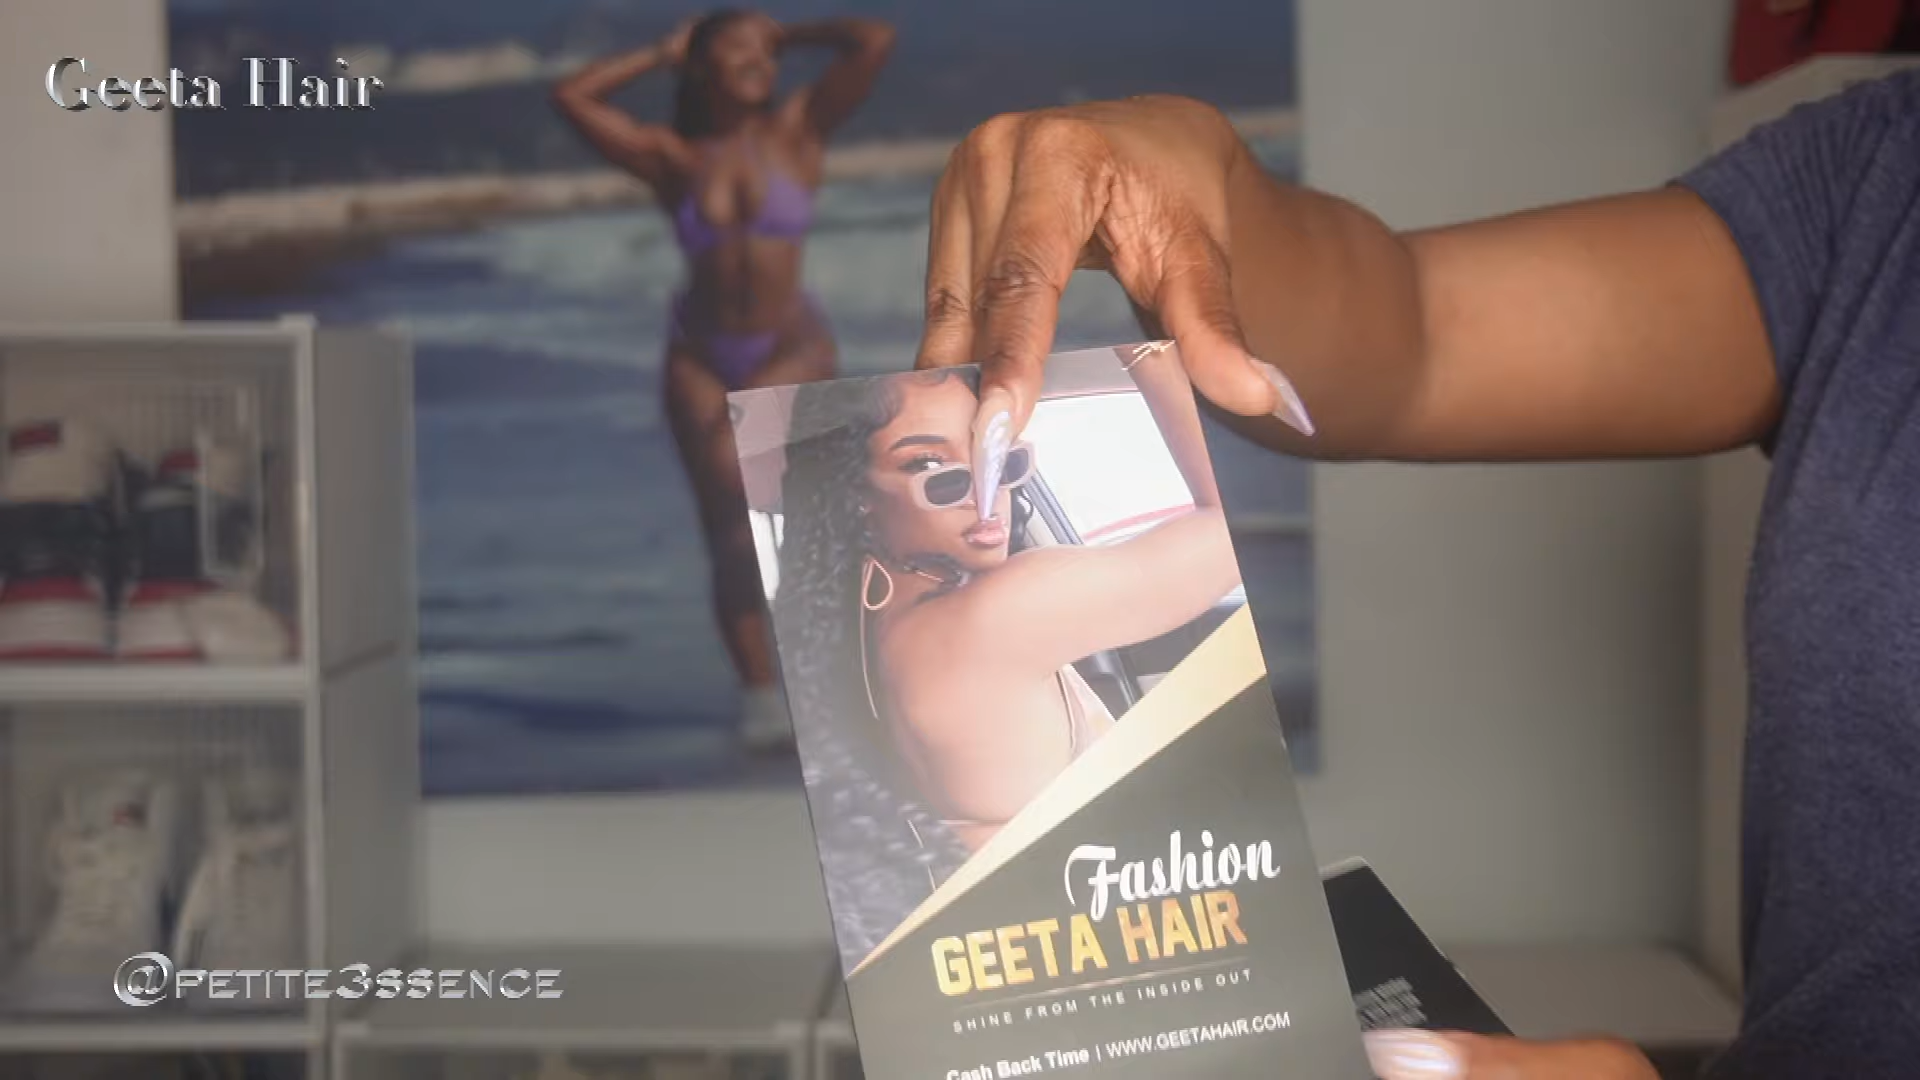 Geeta Hair
Fashion
GEETA HAIR
SHINE FROM THE INSIDE OUT
Cash Back Time | WWW.GEETAHAIR.COM
@PETITE3SSENCE